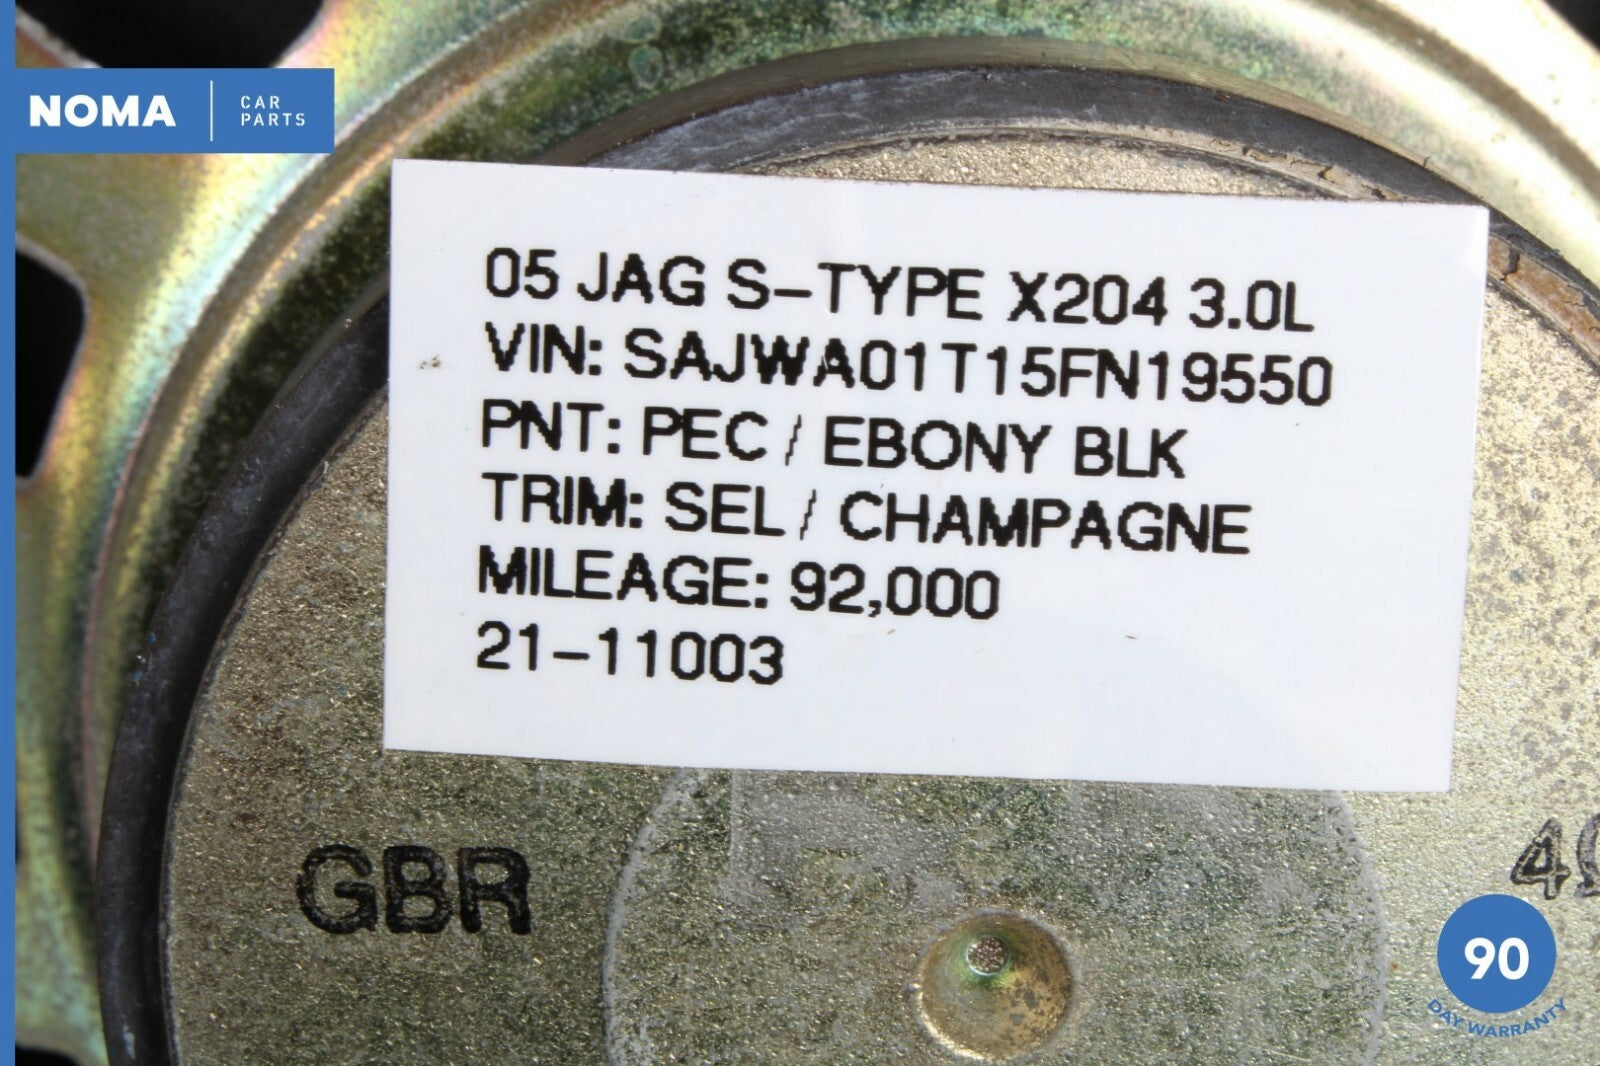 NOMA
CAR
PARTS
05 JAG S-TYPE X204 3.0L
VIN: SAJWA01T15FN19550
PNT: PEC / EBONY BLK
TRIM: SEL / CHAMPAGNE
MILEAGE: 92,000
21-11003
GBR
4Ω
90
DAY WARRANTY